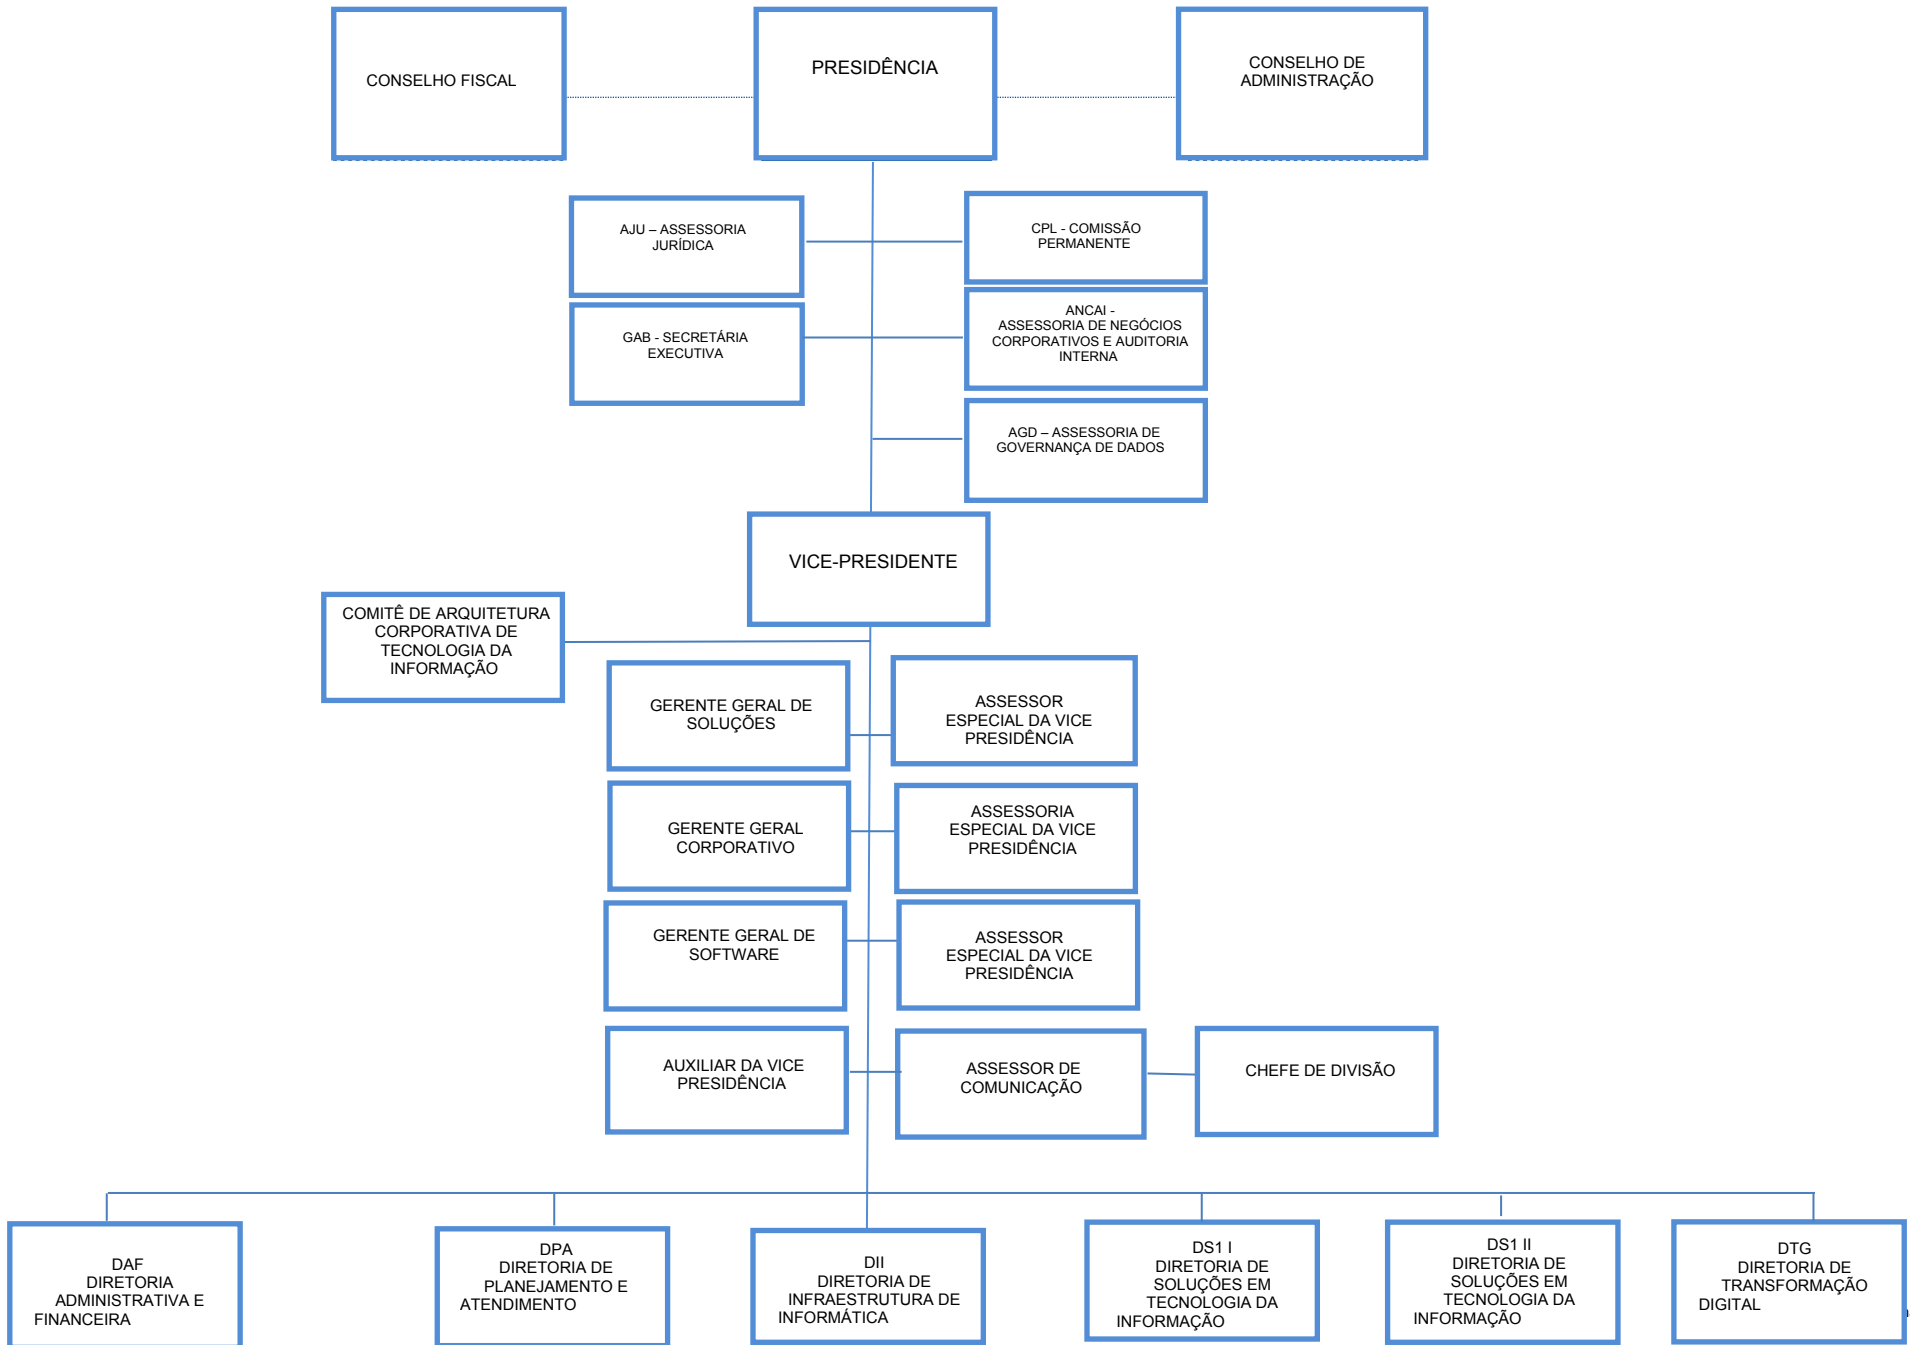 CONSELHO FISCAL
PRESIDÊNCIA
CONSELHO DE
ADMINISTRAÇÃO
AJU – ASSESSORIA
JURÍDICA
CPL - COMISSÃO
PERMANENTE
GAB - SECRETÁRIA
EXECUTIVA
ANCAI -
ASSESSORIA DE NEGÓCIOS
CORPORATIVOS E AUDITORIA
INTERNA
AGD – ASSESSORIA DE
GOVERNANÇA DE DADOS
VICE-PRESIDENTE
COMITÊ DE ARQUITETURA
CORPORATIVA DE
TECNOLOGIA DA
INFORMAÇÃO
GERENTE GERAL DE
SOLUÇÕES
ASSESSOR
ESPECIAL DA VICE
PRESIDÊNCIA
GERENTE GERAL
CORPORATIVO
ASSESSORIA
ESPECIAL DA VICE
PRESIDÊNCIA
GERENTE GERAL DE
SOFTWARE
ASSESSOR
ESPECIAL DA VICE
PRESIDÊNCIA
AUXILIAR DA VICE
PRESIDÊNCIA
ASSESSOR DE
COMUNICAÇÃO
CHEFE DE DIVISÃO
DAF
DIRETORIA
ADMINISTRATIVA E
FINANCEIRA
DPA
DIRETORIA DE
PLANEJAMENTO E
ATENDIMENTO
DII
DIRETORIA DE
INFRAESTRUTURA DE
INFORMÁTICA
DS1 I
DIRETORIA DE
SOLUÇÕES EM
TECNOLOGIA DA
INFORMAÇÃO
DS1 II
DIRETORIA DE
SOLUÇÕES EM
TECNOLOGIA DA
INFORMAÇÃO
DTG
DIRETORIA DE
TRANSFORMAÇÃO
DIGITAL